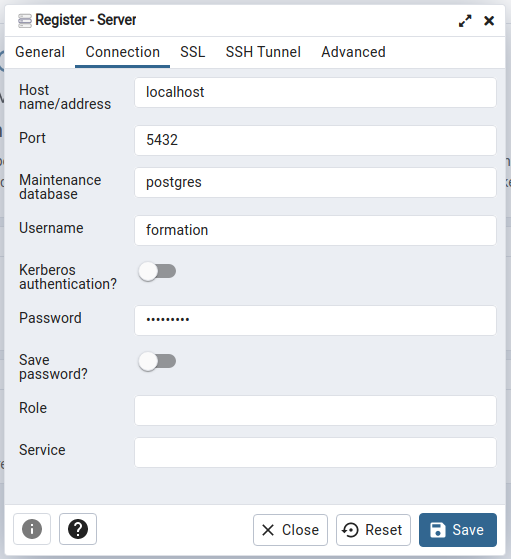 Register - Server
General Connection SSL SSH Tunnel Advanced
Host name/address localhost
Port 5432
Maintenance database postgres
Username formation
Kerberos authentication?
Password •••••••••
Save password?
Role
Service
Close Reset Save